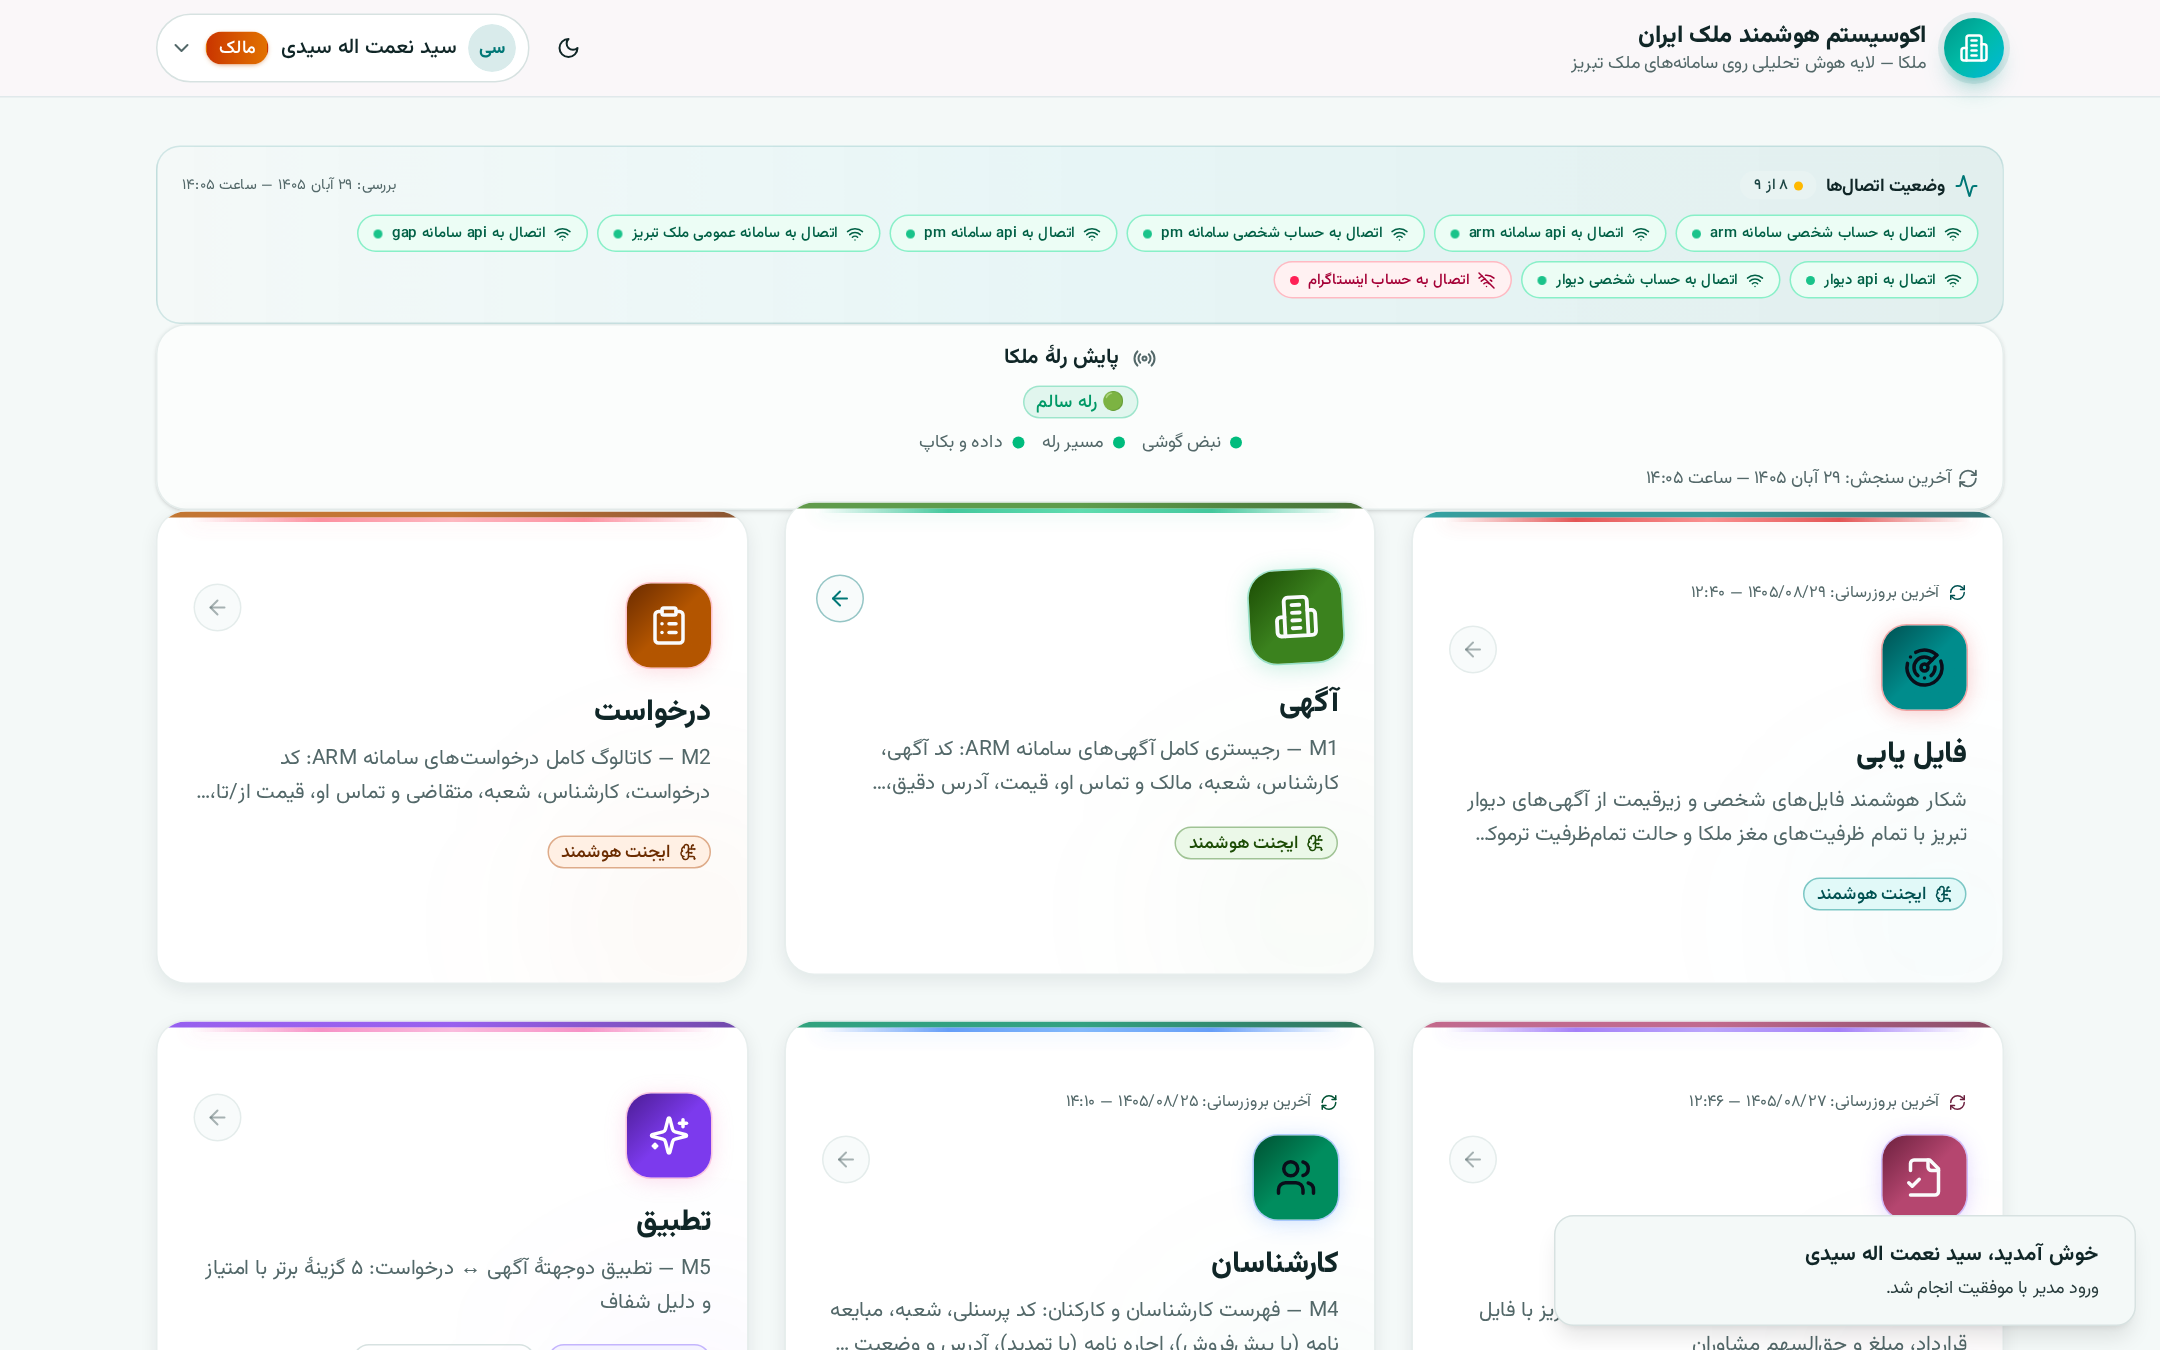 اکوسیستم هوشمند ملک ایران
ملکا — لایه هوش تحلیلی روی سامانه‌های ملک تبریز
سی
سید نعمت اله سیدی
مالک
وضعیت اتصال‌ها
۸ از ۹
بررسی: ۲۹ آبان ۱۴۰۵ — ساعت ۱۴:۰۵
اتصال به حساب شخصی سامانه arm
اتصال به api سامانه arm
اتصال به حساب شخصی سامانه pm
اتصال به api سامانه pm
اتصال به سامانه عمومی ملک تبریز
اتصال به api سامانه gap
اتصال به api دیوار
اتصال به حساب شخصی دیوار
اتصال به حساب اینستاگرام
پایش رلهٔ ملکا
رله سالم
نبض گوشی
مسیر رله
داده و بکاپ
آخرین سنجش: ۲۹ آبان ۱۴۰۵ — ساعت ۱۴:۰۵
آخرین بروزرسانی: ۱۴۰۵/۰۸/۲۹ — ۱۲:۴۰
فایل یابی
شکار هوشمند فایل‌های شخصی و زیرقیمت از آگهی‌های دیوار
تبریز با تمام ظرفیت‌های مغز ملکا و حالت تمام‌ظرفیت ترموک...
ایجنت هوشمند
آگهی
M1 — رجیستری کامل آگهی‌های سامانه ARM: کد آگهی،
کارشناس، شعبه، مالک و تماس او، قیمت، آدرس دقیق،...
ایجنت هوشمند
درخواست
M2 — کاتالوگ کامل درخواست‌های سامانه ARM: کد
درخواست، کارشناس، شعبه، متقاضی و تماس او، قیمت از/تا،...
ایجنت هوشمند
آخرین بروزرسانی: ۱۴۰۵/۰۸/۲۷ — ۱۲:۴۶
ریز با فایل
قرارداد، مبلغ و حق‌السهم مشاوران
آخرین بروزرسانی: ۱۴۰۵/۰۸/۲۵ — ۱۴:۱۰
کارشناسان
M4 — فهرست کارشناسان و کارکنان: کد پرسنلی، شعبه، مبایعه
نامه (با پیش‌فروش)، اجاره نامه (با تمدید)، آدرس و وضعیت ...
تطبیق
M5 — تطبیق دوجهتهٔ آگهی ↔ درخواست: ۵ گزینهٔ برتر با امتیاز
و دلیل شفاف
خوش آمدید، سید نعمت اله سیدی
ورود مدیر با موفقیت انجام شد.